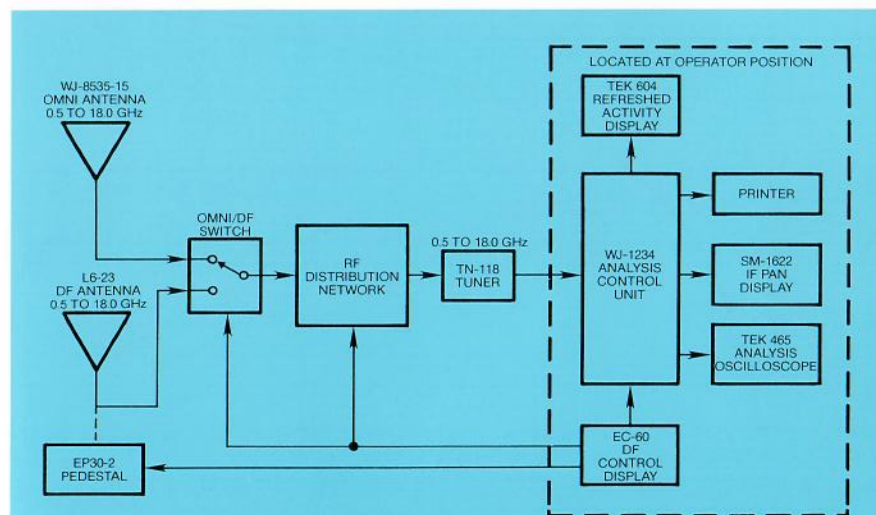 LOCATED AT OPERATOR POSITION
WJ-8535-15
OMNI ANTENNA
0.5 TO 18.0 GHz
TEK 604
REFRESHED
ACTIVITY
DISPLAY
OMNI/DF
SWITCH
L6-23
DF ANTENNA
0.5 TO 18.0 GHz
RF
DISTRIBUTION
NETWORK
0.5 TO 18.0 GHz
TN-118
TUNER
WJ-1234
ANALYSIS
CONTROL
UNIT
PRINTER
SM-1622
IF PAN
DISPLAY
TEK 465
ANALYSIS
OSCILLOSCOPE
EP30-2
PEDESTAL
EC-60
DF
CONTROL
DISPLAY